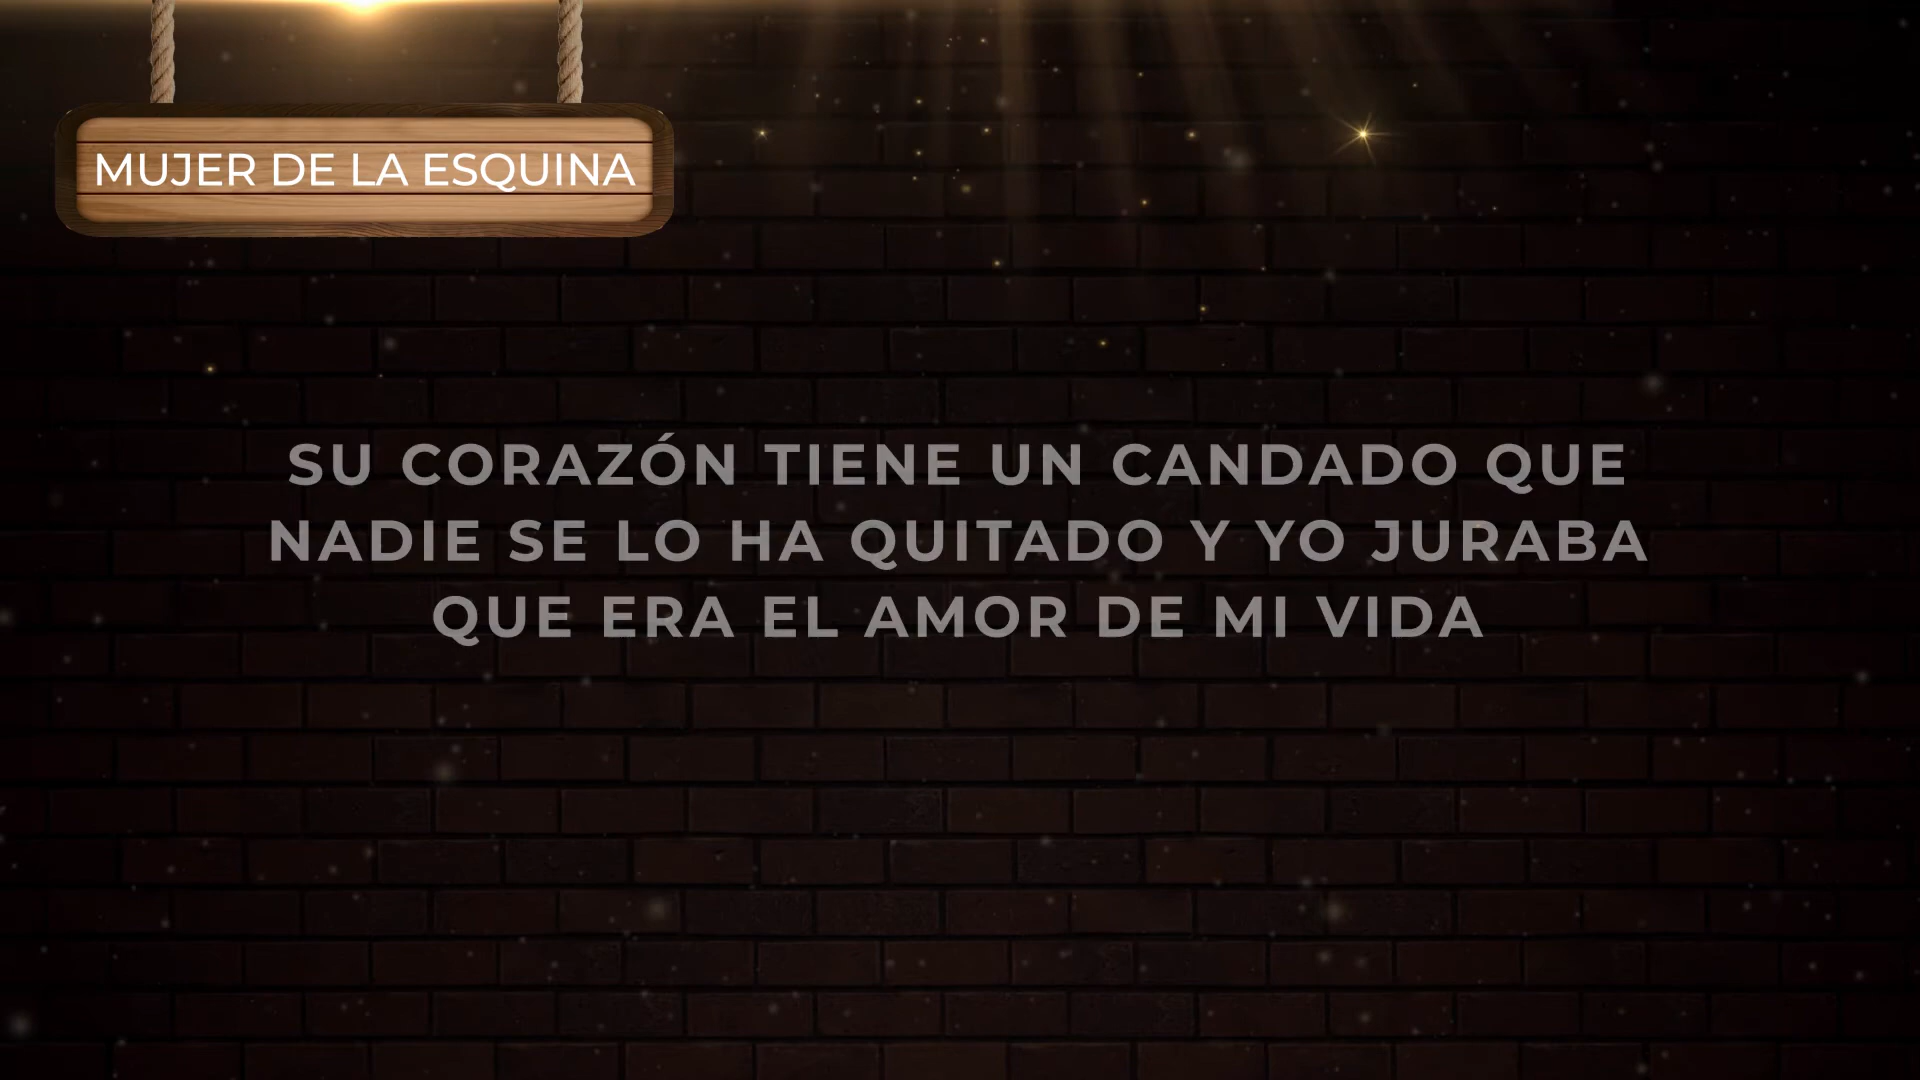 MUJER DE LA ESQUINA
SU CORAZÓN TIENE UN CANDADO QUE
NADIE SE LO HA QUITADO Y YO JURABA
QUE ERA EL AMOR DE MI VIDA